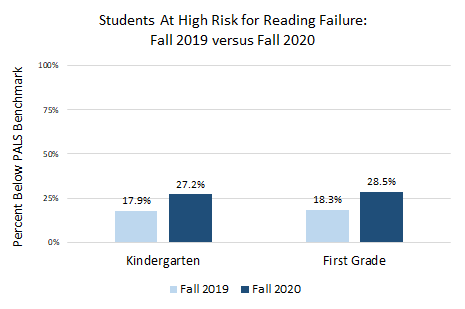 Students At High Risk for Reading Failure:
Fall 2019 versus Fall 2020
Percent Below PALS Benchmark
100%
75%
50%
25%
0%
17.9%
27.2%
18.3%
28.5%
Kindergarten
First Grade
Fall 2019
Fall 2020